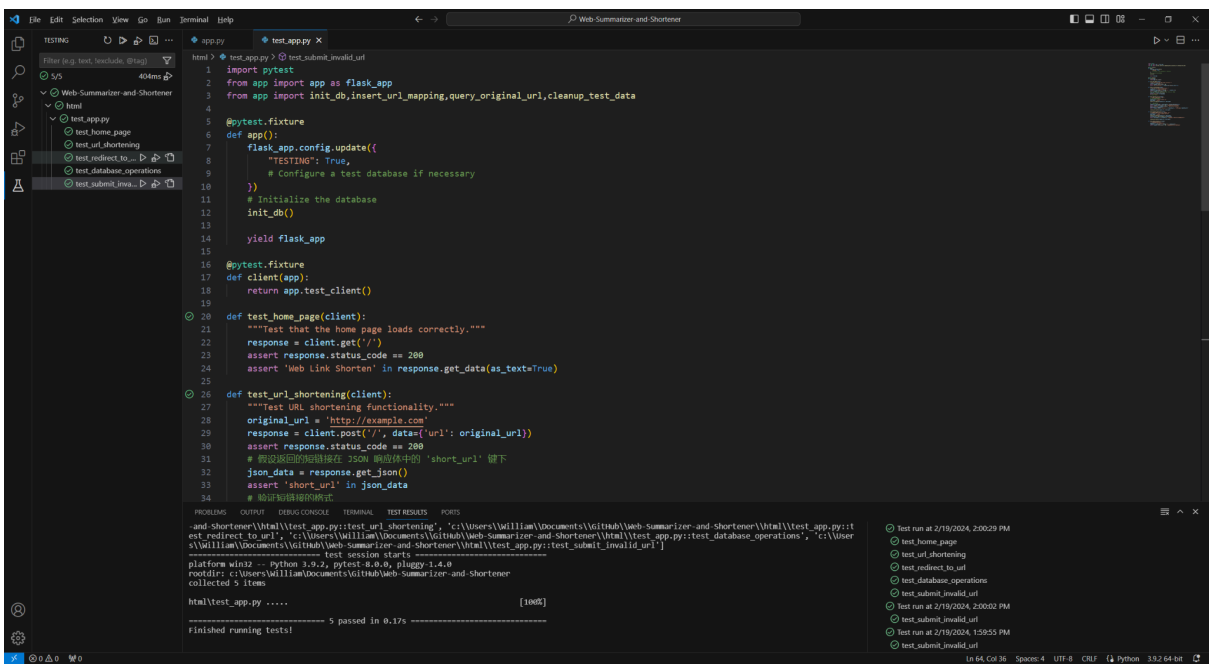 File Edit Selection View Go Run Terminal Help
Web-Summarizer-and-Shortener
TESTING
Filter (e.g. text, !exclude, @tag)
5/5 404ms
Web-Summarizer-and-Shortener
html
test_app.py
test_home_page
test_url_shortening
test_redirect_to_...
test_database_operations
test_submit_inva...
app.py
test_app.py
html > test_app.py > test_submit_invalid_url
1 import pytest
2 from app import app as flask_app
3 from app import init_db,insert_url_mapping,query_original_url,cleanup_test_data
4
5 @pytest.fixture
6 def app():
7 flask_app.config.update({
8 "TESTING": True,
9 # Configure a test database if necessary
10 })
11 # Initialize the database
12 init_db()
13
14 yield flask_app
15
16 @pytest.fixture
17 def client(app):
18 return app.test_client()
19
20 def test_home_page(client):
21 """Test that the home page loads correctly."""
22 response = client.get('/')
23 assert response.status_code == 200
24 assert 'Web Link Shorten' in response.get_data(as_text=True)
25
26 def test_url_shortening(client):
27 """Test URL shortening functionality."""
28 original_url = 'http://example.com'
29 response = client.post('/', data={'url': original_url})
30 assert response.status_code == 200
31 # 假设返回的短链接在 JSON 响应体中的 'short_url' 键下
32 json_data = response.get_json()
33 assert 'short_url' in json_data
34 # 验证短链接的格式
PROBLEMS OUTPUT DEBUG CONSOLE TERMINAL TEST RESULTS PORTS
-and-Shortener\\html\\test_app.py::test_url_shortening', 'c:\\Users\\William\\Documents\\GitHub\\Web-Summarizer-and-Shortener\\html\\test_app.py::t
est_redirect_to_url', 'c:\\Users\\William\\Documents\\GitHub\\Web-Summarizer-and-Shortener\\html\\test_app.py::test_database_operations', 'c:\\User
s\\William\\Documents\\GitHub\\Web-Summarizer-and-Shortener\\html\\test_app.py::test_submit_invalid_url']
============================= test session starts =============================
platform win32 -- Python 3.9.2, pytest-8.0.0, pluggy-1.4.0
rootdir: c:\Users\William\Documents\GitHub\Web-Summarizer-and-Shortener
collected 5 items
html\test_app.py ..... [100%]
============================== 5 passed in 0.17s ==============================
Finished running tests!
Test run at 2/19/2024, 2:00:29 PM
test_home_page
test_url_shortening
test_redirect_to_url
test_database_operations
test_submit_invalid_url
Test run at 2/19/2024, 2:00:02 PM
test_submit_invalid_url
Test run at 2/19/2024, 1:59:55 PM
test_submit_invalid_url
0 0 0 Ln 64, Col 36 Spaces: 4 UTF-8 CRLF Python 3.9.2 64-bit